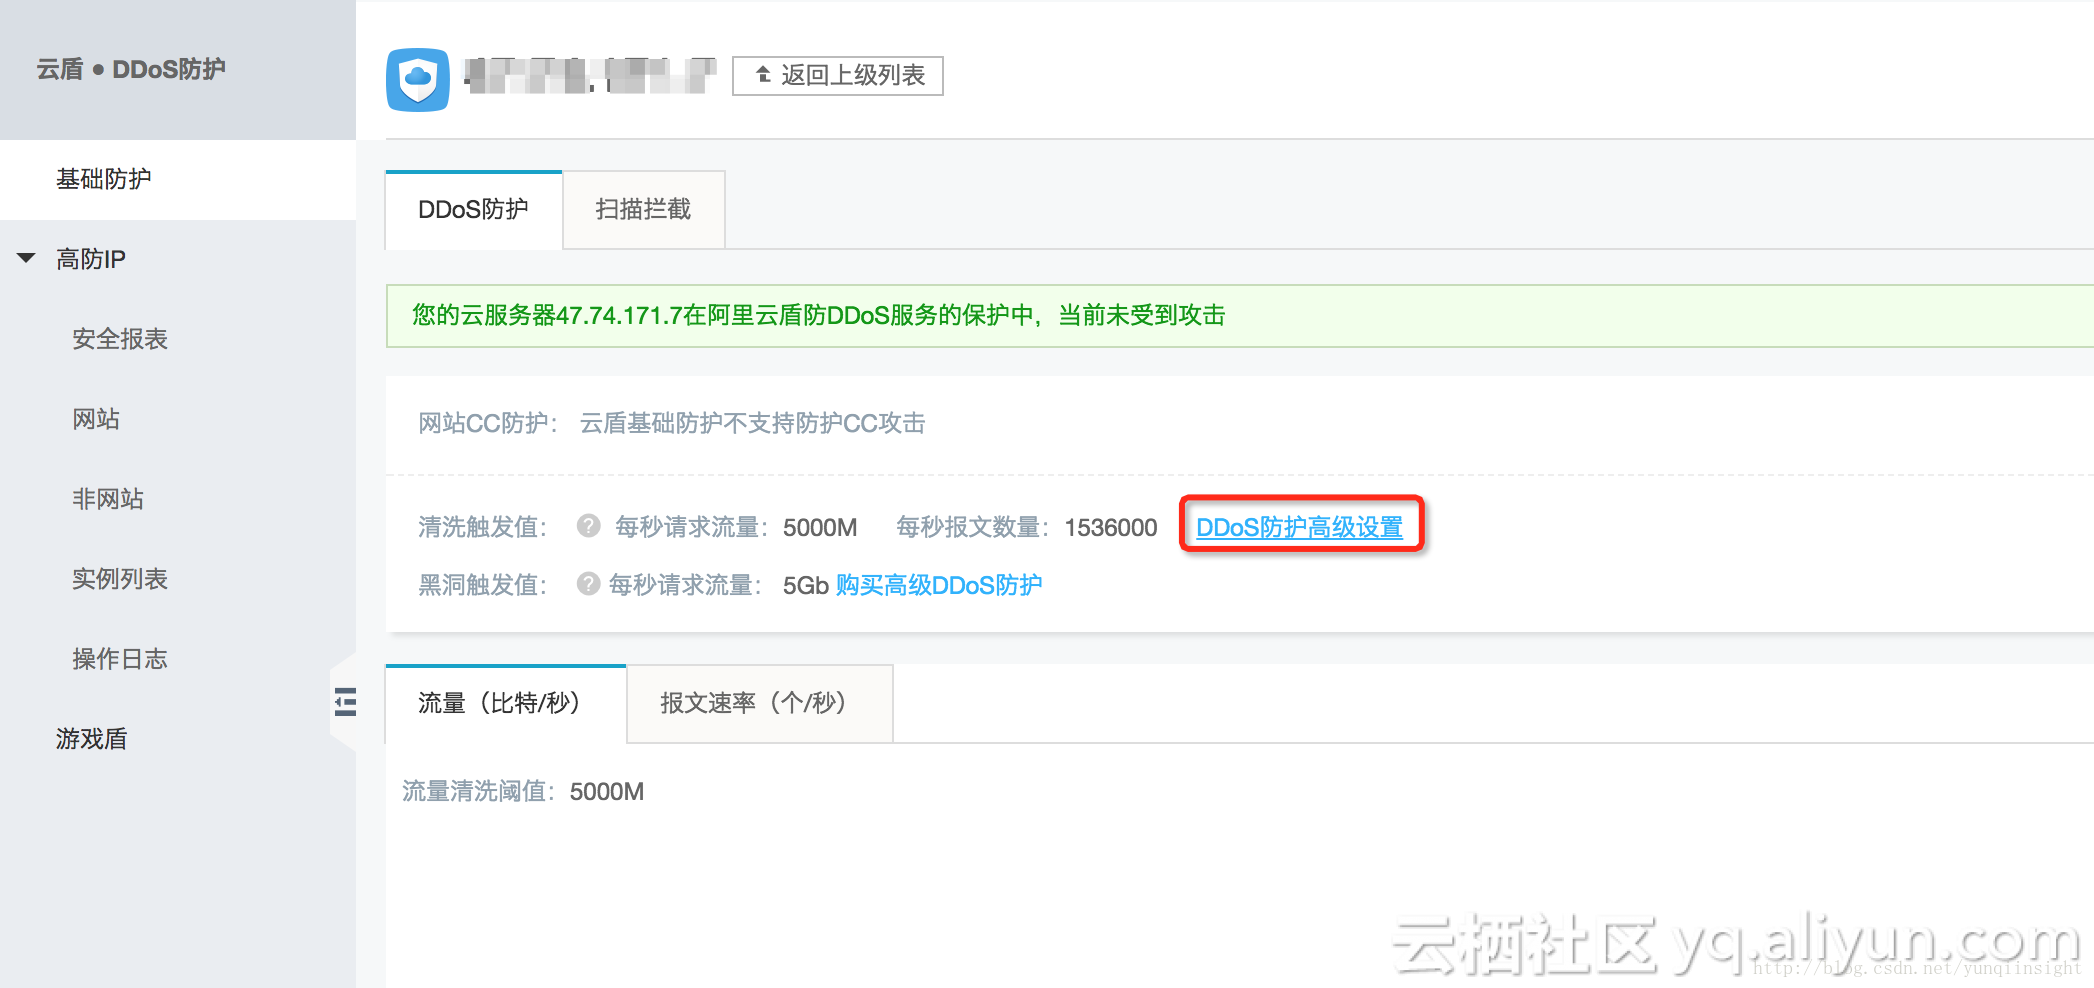 云盾 ● DDoS防护
返回上级列表
基础防护
高防IP
安全报表
网站
非网站
实例列表
操作日志
游戏盾
DDoS防护
扫描拦截
您的云服务器47.74.171.7在阿里云盾防DDoS服务的保护中，当前未受到攻击
网站CC防护： 云盾基础防护不支持防护CC攻击
清洗触发值： ? 每秒请求流量：5000M 每秒报文数量：1536000 DDoS防护高级设置
黑洞触发值： ? 每秒请求流量： 5Gb 购买高级DDoS防护
流量（比特/秒）
报文速率（个/秒）
流量清洗阈值：5000M
云栖社区 yq.aliyun.com
http://blog.csdn.net/yunqiinsight